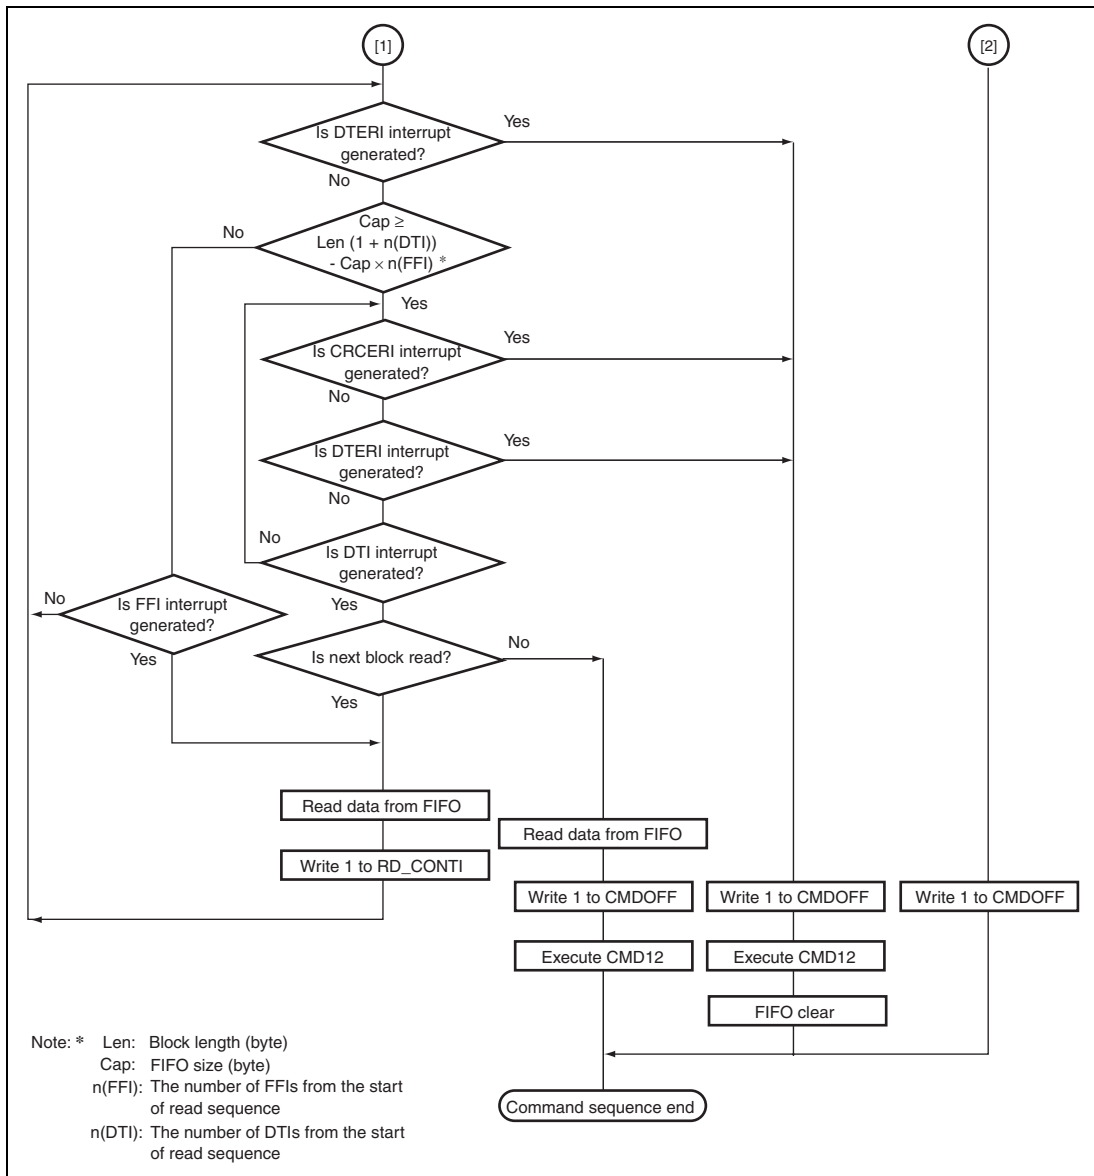 [1]
[2]
Is DTERI interrupt
generated?
Yes
No
Cap ≥
Len (1 + n(DTI))
- Cap × n(FFI) *
No
Yes
Is CRCERI interrupt
generated?
Yes
No
Is DTERI interrupt
generated?
Yes
No
Is DTI interrupt
generated?
No
Yes
Is FFI interrupt
generated?
No
Yes
Is next block read?
No
Yes
Read data from FIFO
Write 1 to RD_CONTI
Read data from FIFO
Write 1 to CMDOFF
Execute CMD12
Write 1 to CMDOFF
Execute CMD12
FIFO clear
Write 1 to CMDOFF
Command sequence end
Note: * Len: Block length (byte)
Cap: FIFO size (byte)
n(FFI): The number of FFIs from the start
of read sequence
n(DTI): The number of DTIs from the start
of read sequence